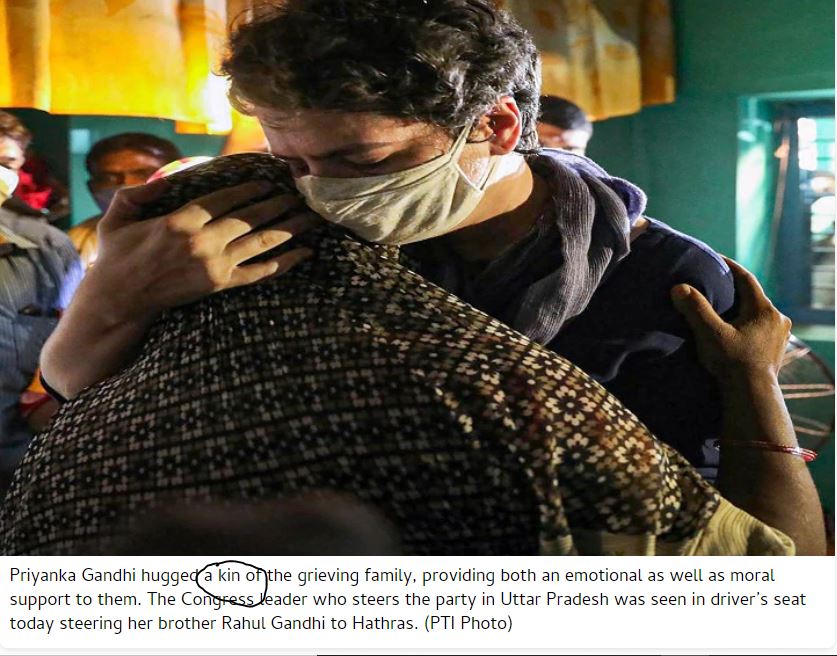 Priyanka Gandhi hugged a kin of the grieving family, providing both an emotional as well as moral
support to them. The Congress leader who steers the party in Uttar Pradesh was seen in driver's seat
today steering her brother Rahul Gandhi to Hathras. (PTI Photo)